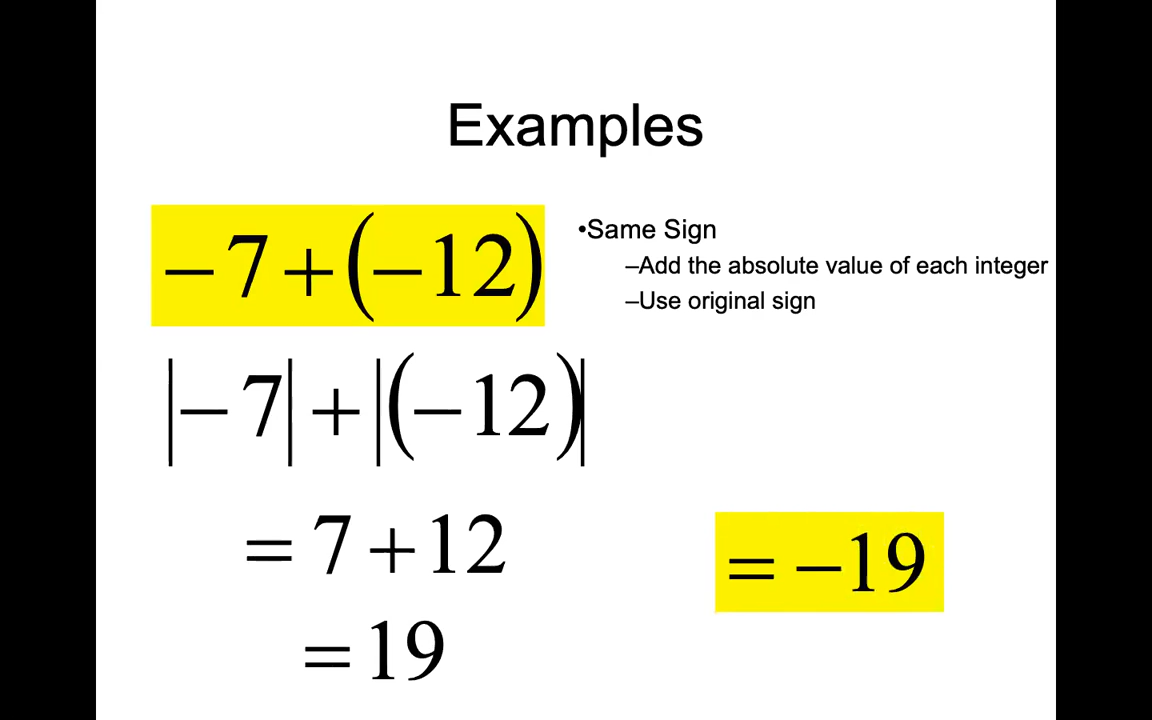 Examples
−7+(−12)
•Same Sign
–Add the absolute value of each integer
–Use original sign
|−7|+|(−12)|
=7+12
=−19
=19